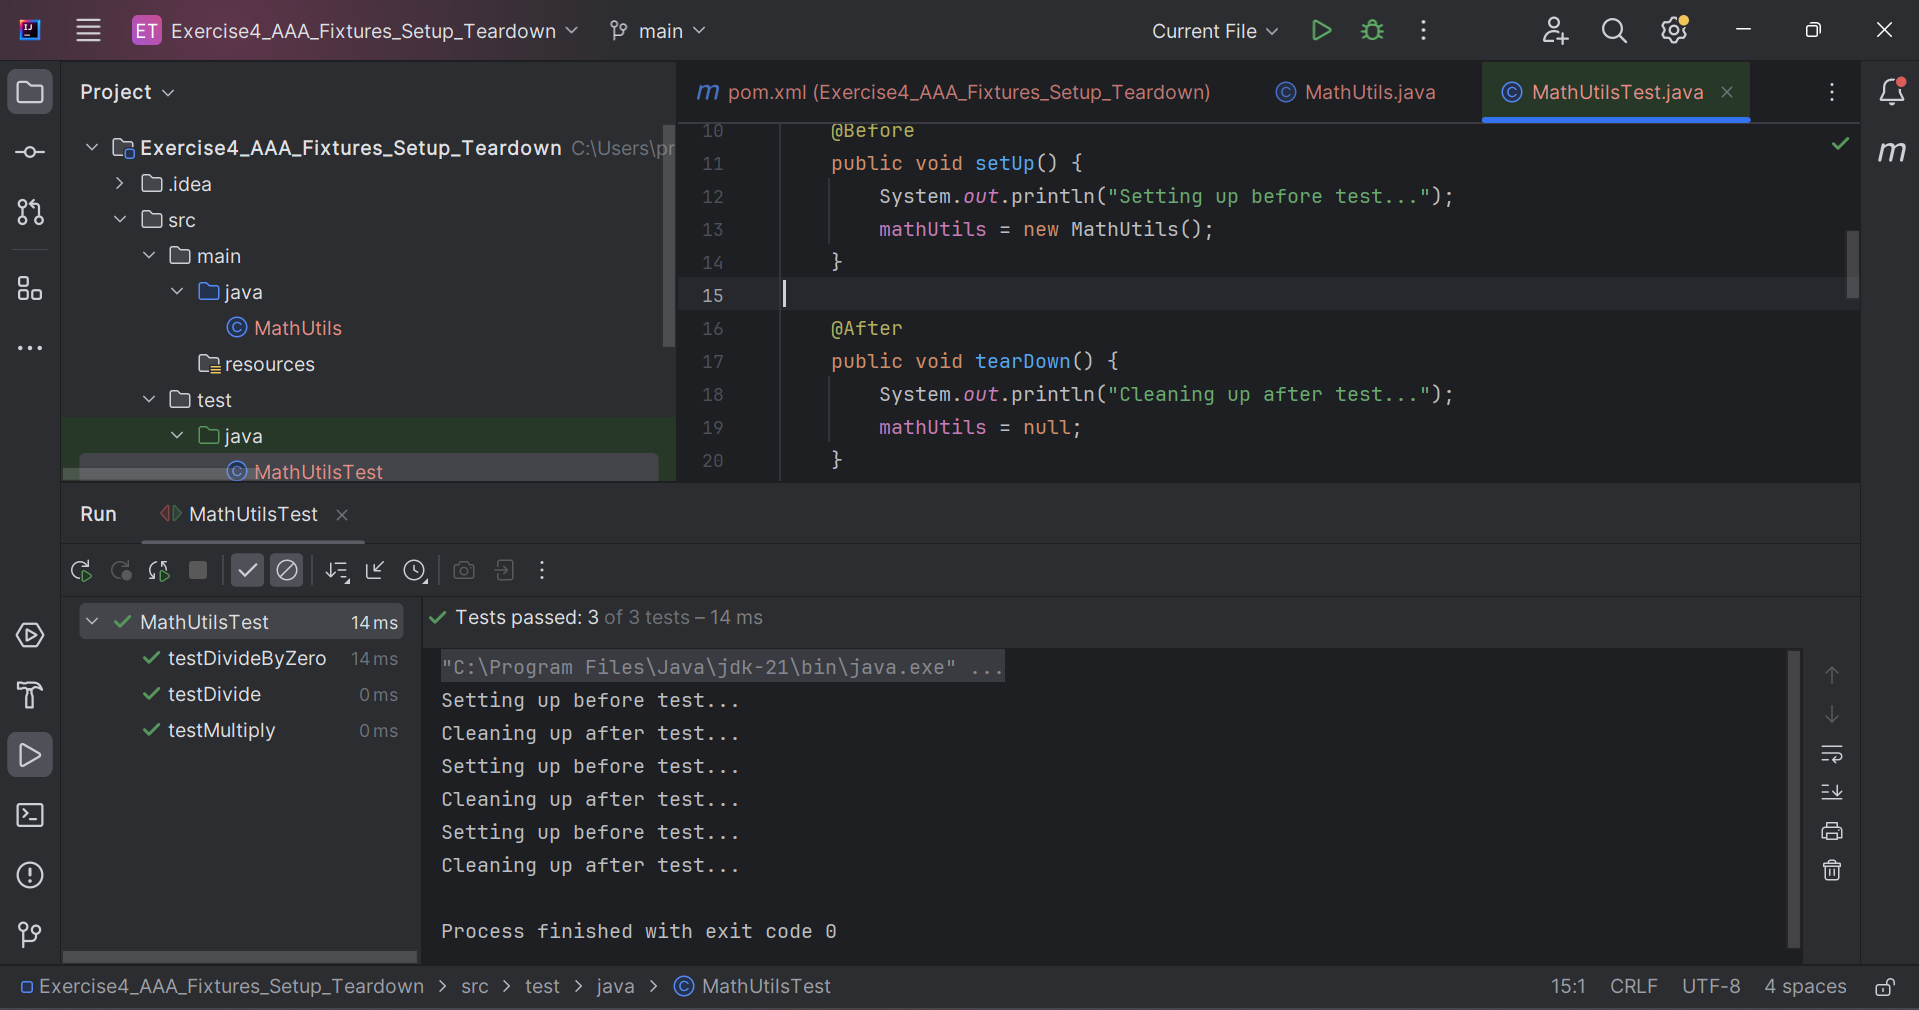 ET Exercise4_AAA_Fixtures_Setup_Teardown main Current File
Project
Exercise4_AAA_Fixtures_Setup_Teardown C:\Users\pr
.idea
src
main
java
MathUtils
resources
test
java
MathUtilsTest
m pom.xml (Exercise4_AAA_Fixtures_Setup_Teardown) MathUtils.java MathUtilsTest.java
10 @Before
11 public void setUp() {
12 System.out.println("Setting up before test...");
13 mathUtils = new MathUtils();
14 }
15
16 @After
17 public void tearDown() {
18 System.out.println("Cleaning up after test...");
19 mathUtils = null;
20 }
m
Run MathUtilsTest
MathUtilsTest 14 ms
testDivideByZero 14 ms
testDivide 0 ms
testMultiply 0 ms
Tests passed: 3 of 3 tests – 14 ms
"C:\Program Files\Java\jdk-21\bin\java.exe" ...
Setting up before test...
Cleaning up after test...
Setting up before test...
Cleaning up after test...
Setting up before test...
Cleaning up after test...
Process finished with exit code 0
Exercise4_AAA_Fixtures_Setup_Teardown > src > test > java > MathUtilsTest 15:1 CRLF UTF-8 4 spaces